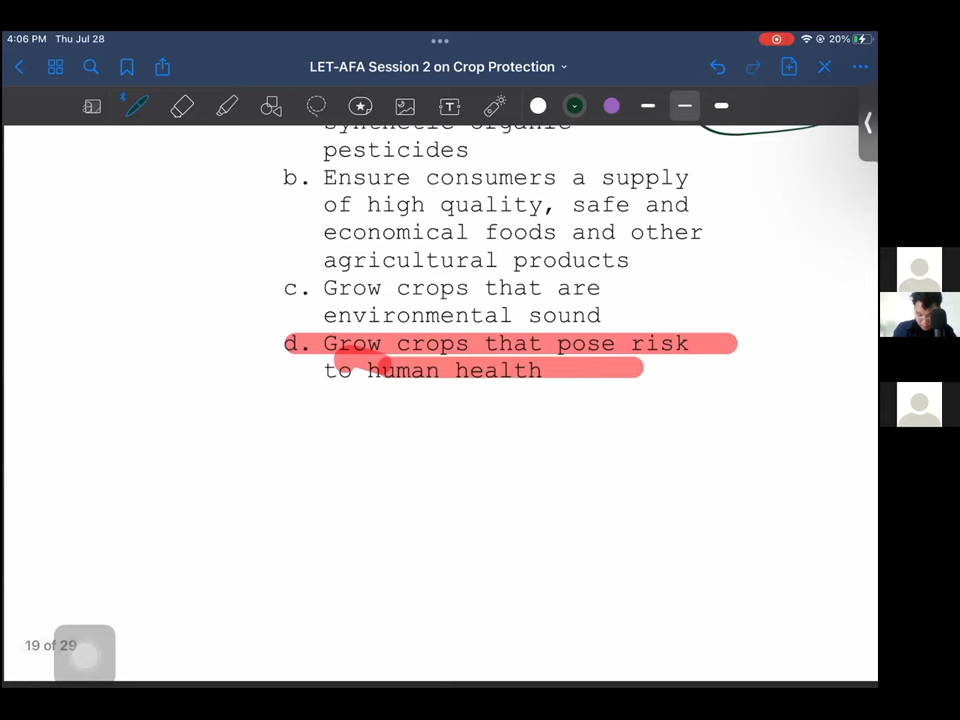 4:06 PM Thu Jul 28
20%
LET-AFA Session 2 on Crop Protection
T
synthetic organic
pesticides
b. Ensure consumers a supply
of high quality, safe and
economical foods and other
agricultural products
c. Grow crops that are
environmental sound
d. Grow crops that pose risk
to human health
19 of 29